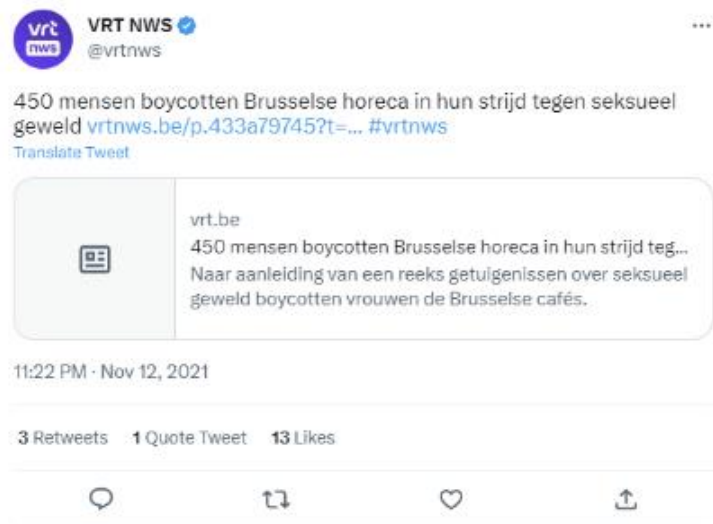 vrt
nws
VRT NWS
@vrtnws
450 mensen boycotten Brusselse horeca in hun strijd tegen seksueel
geweld vrtnws.be/p.433a79745?t=... #vrtnws
Translate Tweet
vrt.be
450 mensen boycotten Brusselse horeca in hun strijd teg...
Naar aanleiding van een reeks getuigenissen over seksueel
geweld boycotten vrouwen de Brusselse cafés.
11:22 PM · Nov 12, 2021
3 Retweets 1 Quote Tweet 13 Likes